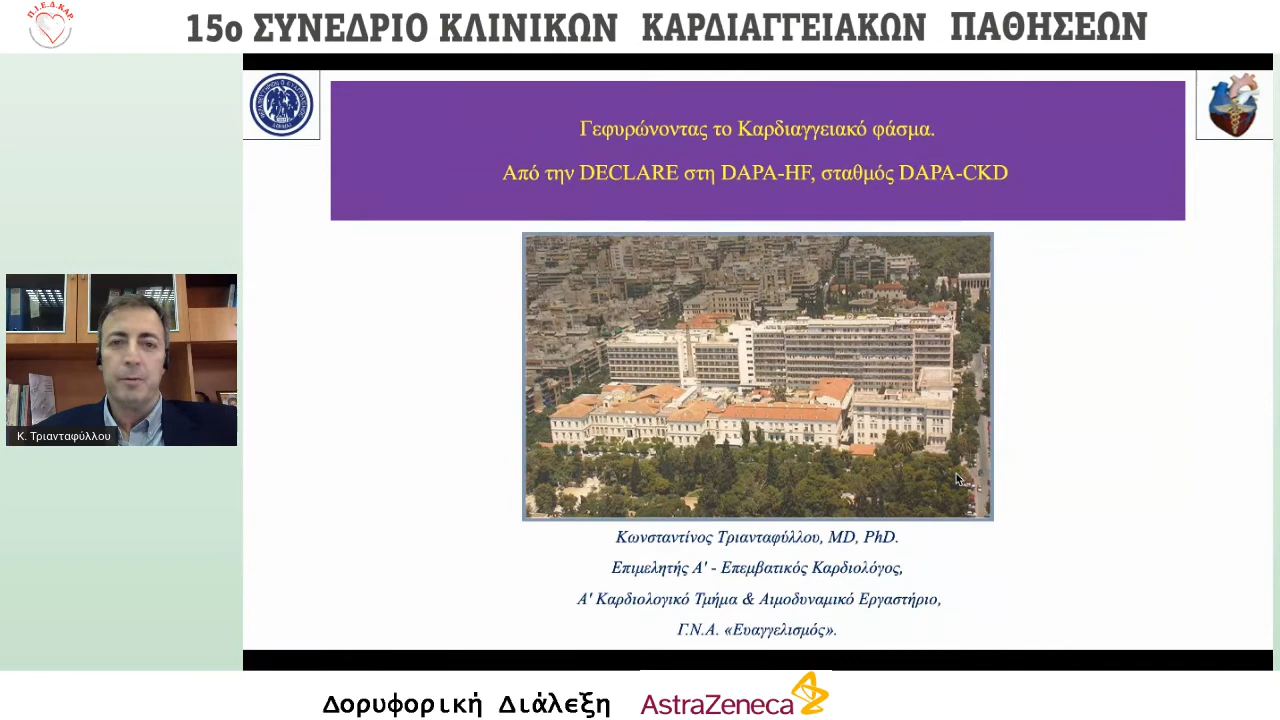 Π.Ι.Ε.Δ.ΚΑΡ.
15ο ΣΥΝΕΔΡΙΟ ΚΛΙΝΙΚΩΝ ΚΑΡΔΙΑΓΓΕΙΑΚΩΝ ΠΑΘΗΣΕΩΝ
Γεφυρώνοντας το Καρδιαγγειακό φάσμα.
Από την DECLARE στη DAPA-HF, σταθμός DAPA-CKD
Κ. Τριανταφύλλου
Κωνσταντίνος Τριανταφύλλου, MD, PhD.
Επιμελητής Α' - Επεμβατικός Καρδιολόγος,
Α' Καρδιολογικό Τμήμα & Αιμοδυναμικό Εργαστήριο,
Γ.Ν.Α. «Ευαγγελισμός».
Δορυφορική Διάλεξη AstraZeneca